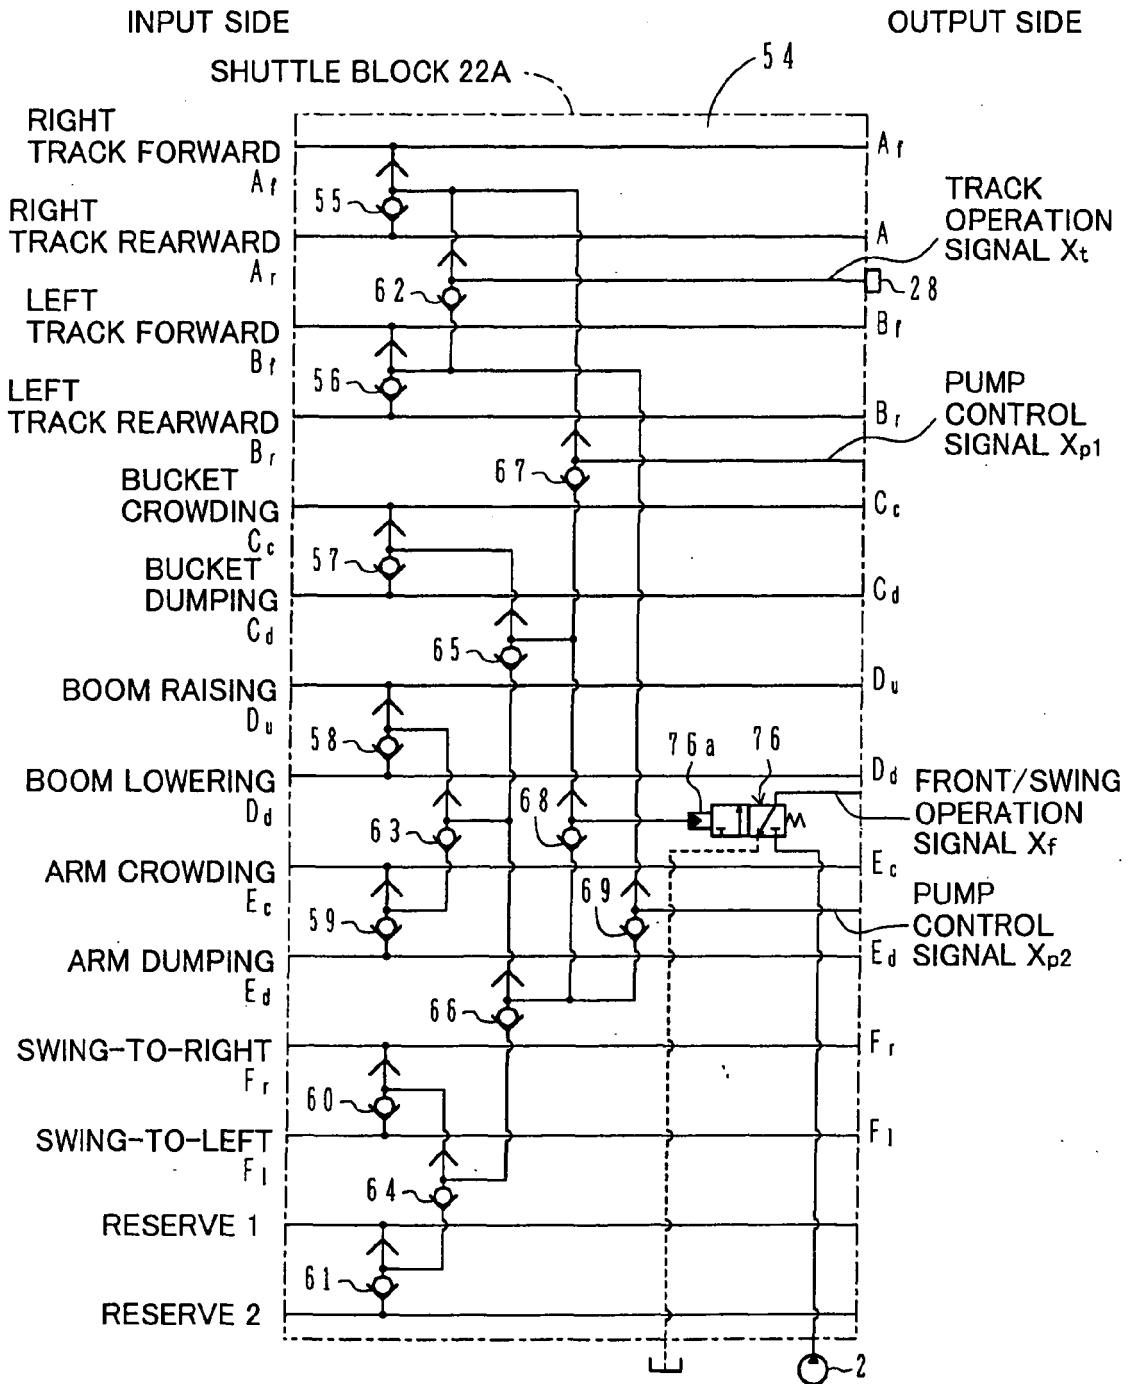 INPUT SIDE
OUTPUT SIDE
SHUTTLE BLOCK 22A
54
RIGHT
TRACK FORWARD
Af
Af
55
RIGHT
TRACK REARWARD
Ar
A
TRACK
OPERATION
SIGNAL Xt
28
62
LEFT
TRACK FORWARD
Bf
Bf
56
LEFT
TRACK REARWARD
Br
Br
PUMP
CONTROL
SIGNAL Xp1
67
BUCKET
CROWDING
Cc
Cc
57
BUCKET
DUMPING
Cd
Cd
65
BOOM RAISING
Du
Du
58
76a
76
BOOM LOWERING
Dd
Dd
FRONT/SWING
OPERATION
SIGNAL Xf
63
68
ARM CROWDING
Ec
Ec
59
69
PUMP
CONTROL
SIGNAL Xp2
ARM DUMPING
Ed
Ed
66
SWING-TO-RIGHT
Fr
Fr
60
SWING-TO-LEFT
Fl
Fl
64
RESERVE 1
61
RESERVE 2
2